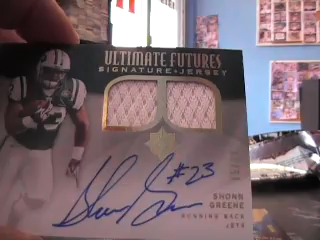 ULTIMATE FUTURES
SIGNATURE JERSEY
#23
SHONN
GREENE
RUNNING BACK
JETS